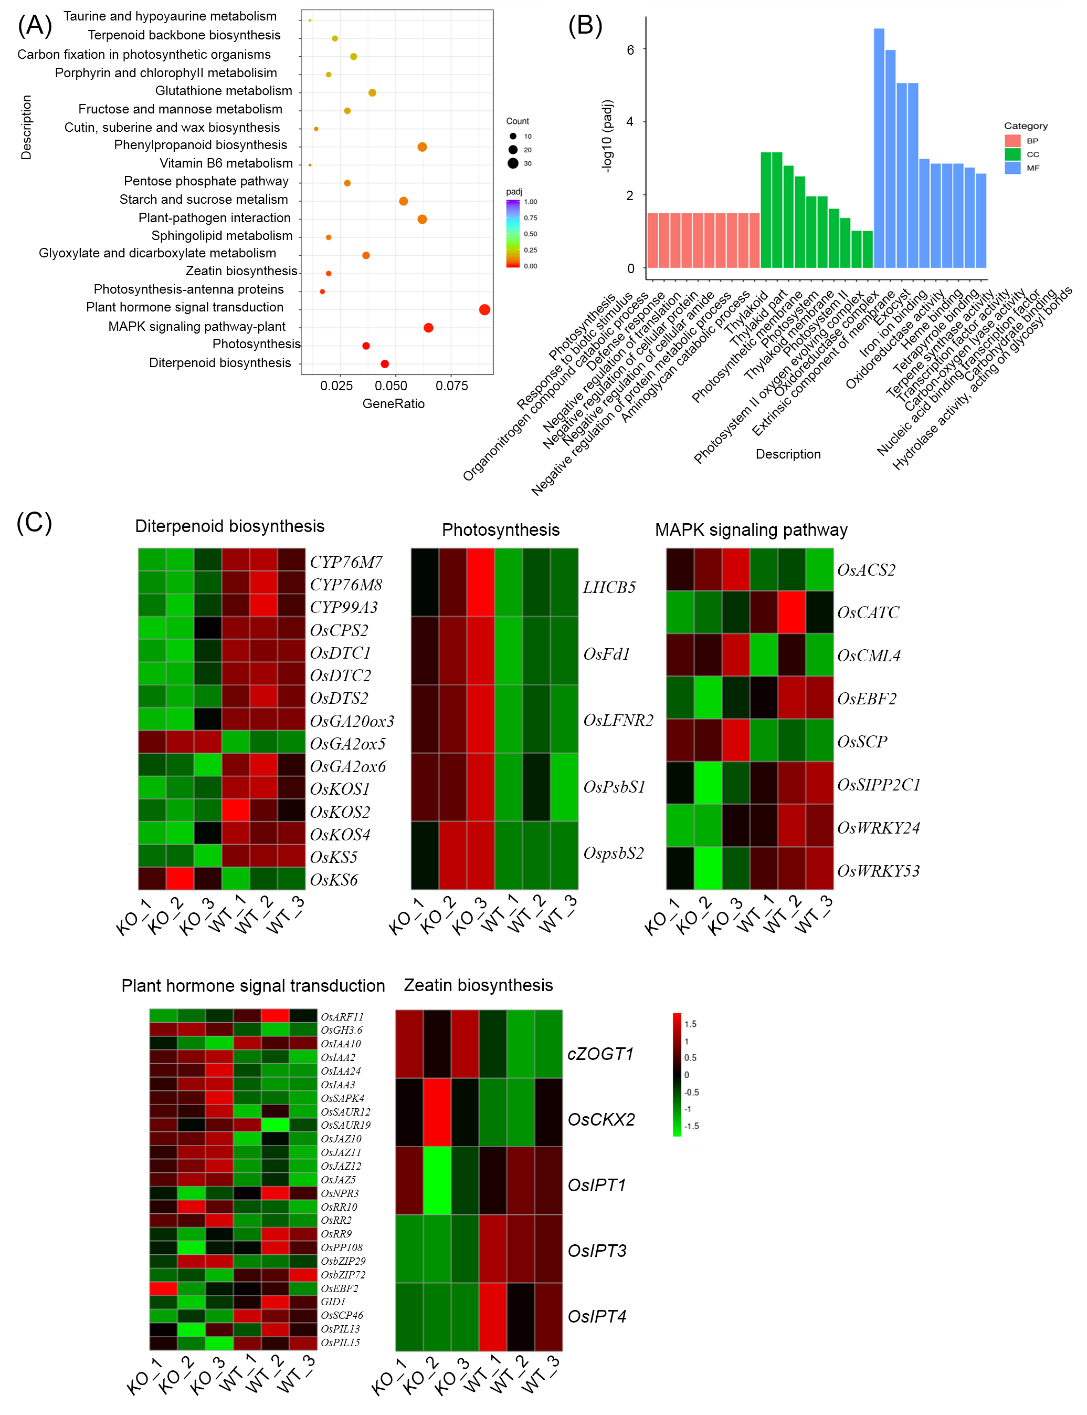 (A)
Description
Taurine and hypoyaurine metabolism
Terpenoid backbone biosynthesis
Carbon fixation in photosynthetic organisms
Porphyrin and chlorophyII metabolisim
Glutathione metabolism
Fructose and mannose metabolism
Cutin, suberine and wax biosynthesis
Phenylpropanoid biosynthesis
Vitamin B6 metabolism
Pentose phosphate pathway
Starch and sucrose metalism
Plant-pathogen interaction
Sphingolipid metabolism
Glyoxylate and dicarboxylate metabolism
Zeatin biosynthesis
Photosynthesis-antenna proteins
Plant hormone signal transduction
MAPK signaling pathway-plant
Photosynthesis
Diterpenoid biosynthesis
0.025 0.050 0.075
GeneRatio
Count
10
20
30
padj
1.00
0.75
0.50
0.25
0.00
(B)
-log10 (padj)
6
4
2
0
Category
BP
CC
MF
Photosynthesis
Response to biotic stimulus
Organonitrogen compound catabolic process
Defense response
Negative regulation of translation
Negative regulation of cellular protein
Negative regulation of cellular amide
Negative regulation of protein metabolic process
Aminoglycan catabolic process
Thylakoid
Thylakid part
Photosynthetic membrane
Photosystem
Thylakoid membrane
Photosystem II
Photosystem II oxygen evolving complex
Oxidoreductase complex
Extrinsic component of membrane
Exocyst
Iron ion binding
Oxidoreductase activity
Heme binding
Tetrapyrrole binding
Terpene synthase activity
Transcription factor activity
Carbon-oxygen lyase activity
Nucleic acid binding transcription factor
Carbohydrate binding
Hydrolase activity, acting on glycosyl bonds
Description
(C)
Diterpenoid biosynthesis
CYP76M7
CYP76M8
CYP99A3
OsCPS2
OsDTC1
OsDTC2
OsDTS2
OsGA20ox3
OsGA2ox5
OsGA2ox6
OsKOS1
OsKOS2
OsKOS4
OsKS5
OsKS6
KO_1 KO_2 KO_3 WT_1 WT_2 WT_3
Photosynthesis
LHCB5
OsFd1
OsLFNR2
OsPsbS1
OspsbS2
KO_1 KO_2 KO_3 WT_1 WT_2 WT_3
MAPK signaling pathway
OsACS2
OsCATC
OsCML4
OsEBF2
OsSCP
OsSIPP2C1
OsWRKY24
OsWRKY53
KO_1 KO_2 KO_3 WT_1 WT_2 WT_3
Plant hormone signal transduction
OsARF11
OsGH3.6
OsIAA10
OsIAA2
OsIAA24
OsIAA3
OsSAPK4
OsSAUR12
OsSAUR19
OsJAZ10
OsJAZ11
OsJAZ12
OsJAZ5
OsNPR3
OsRR10
OsRR2
OsRR9
OsPP108
OsbZIP29
OsbZIP72
OsEBF2
GID1
OsSCP46
OsPIL13
OsPIL15
KO_1 KO_2 KO_3 WT_1 WT_2 WT_3
Zeatin biosynthesis
cZOGT1
OsCKX2
OsIPT1
OsIPT3
OsIPT4
KO_1 KO_2 KO_3 WT_1 WT_2 WT_3
1.5
1
0.5
0
-0.5
-1
-1.5